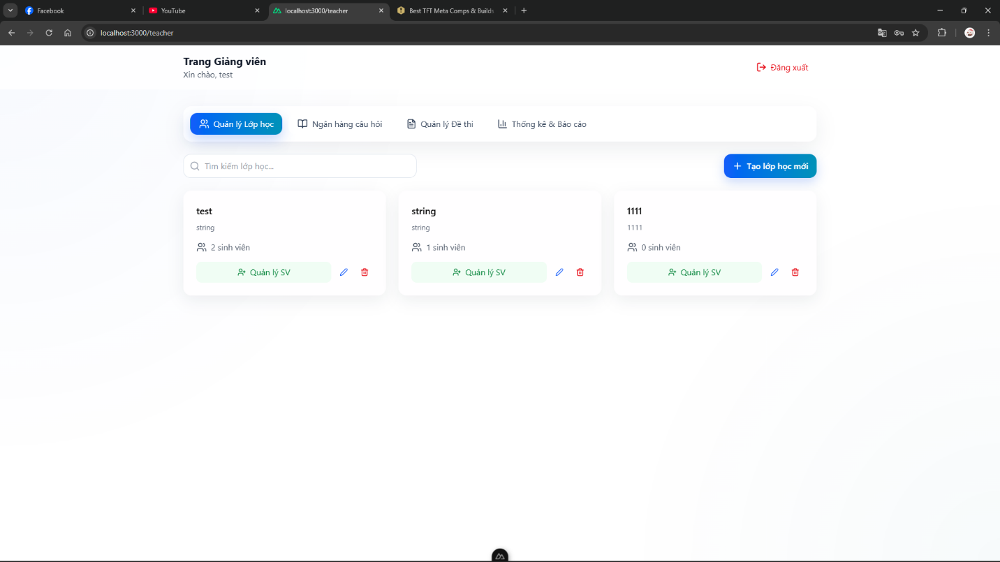 Facebook
YouTube
localhost:3000/teacher
Best TFT Meta Comps & Builds
localhost:3000/teacher
Trang Giảng viên
Xin chào, test
Đăng xuất
Quản lý Lớp học
Ngân hàng câu hỏi
Quản lý Đề thi
Thống kê & Báo cáo
Tìm kiếm lớp học...
Tạo lớp học mới
test
string
2 sinh viên
Quản lý SV
string
string
1 sinh viên
Quản lý SV
1111
1111
0 sinh viên
Quản lý SV